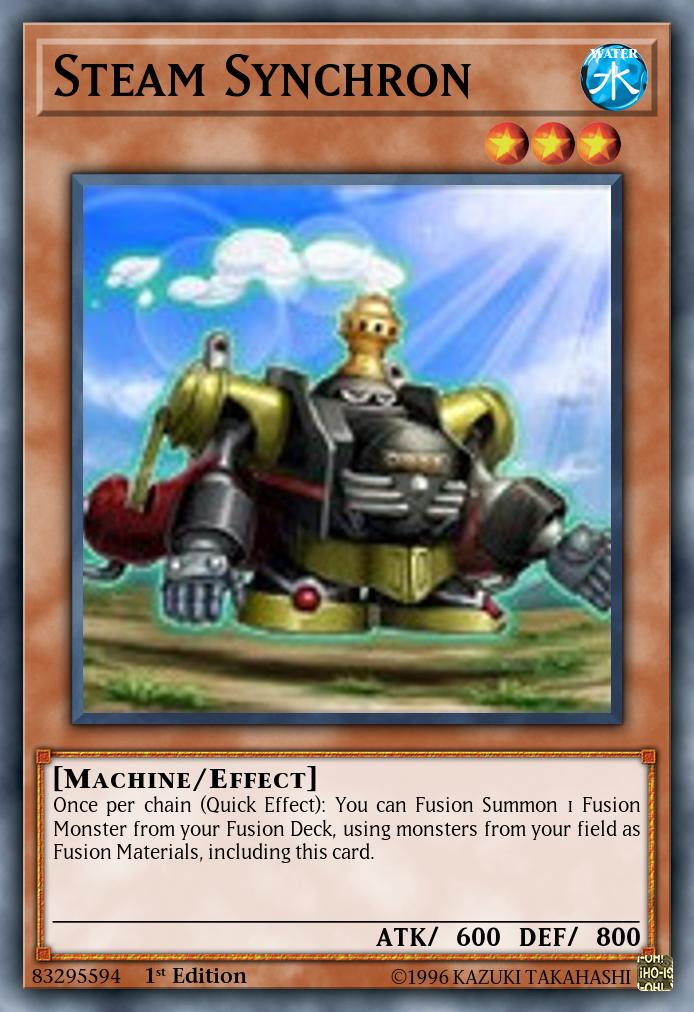 STEAM SYNCHRON
WATER
水
[MACHINE/EFFECT]
Once per chain (Quick Effect): You can Fusion Summon 1 Fusion
Monster from your Fusion Deck, using monsters from your field as
Fusion Materials, including this card.
ATK/ 600 DEF/ 800
83295594 1st Edition ©1996 KAZUKI TAKAHASHI